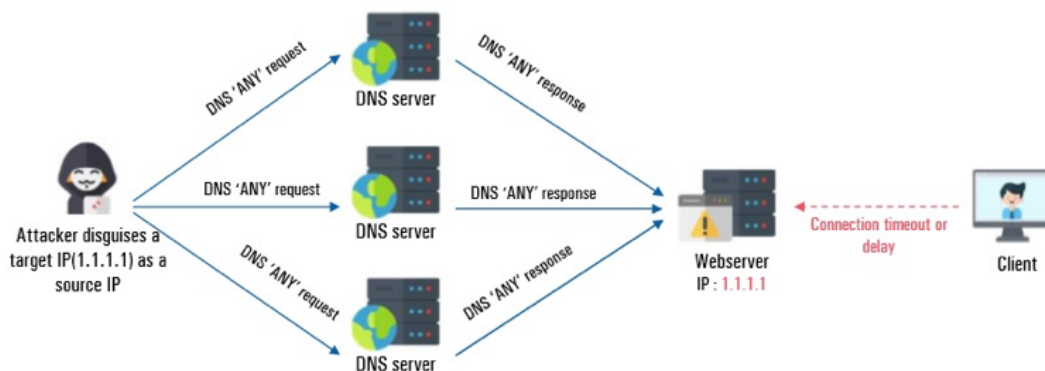 DNS 'ANY' request
DNS server
DNS 'ANY' response
Attacker disguises a
target IP(1.1.1.1) as a
source IP
DNS 'ANY' request
DNS server
DNS 'ANY' response
DNS 'ANY' request
DNS server
DNS 'ANY' response
Webserver
IP : 1.1.1.1
Connection timeout or
delay
Client